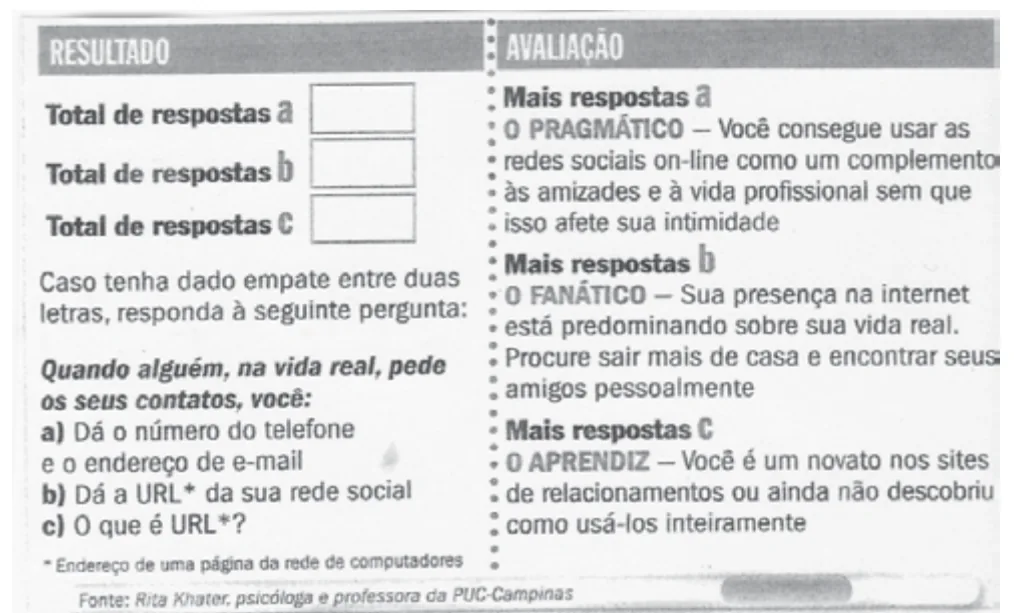 RESULTADO
Total de respostas a
Total de respostas b
Total de respostas c
Caso tenha dado empate entre duas
letras, responda à seguinte pergunta:
Quando alguém, na vida real, pede
os seus contatos, você:
a) Dá o número do telefone
e o endereço de e-mail
b) Dá a URL* da sua rede social
c) O que é URL*?
* Endereço de uma página da rede de computadores
AVALIAÇÃO
Mais respostas a
O PRAGMÁTICO — Você consegue usar as
redes sociais on-line como um complemento
às amizades e à vida profissional sem que
isso afete sua intimidade
Mais respostas b
O FANÁTICO — Sua presença na internet
está predominando sobre sua vida real.
Procure sair mais de casa e encontrar seus
amigos pessoalmente
Mais respostas c
O APRENDIZ — Você é um novato nos sites
de relacionamentos ou ainda não descobriu
como usá-los inteiramente
Fonte: Rita Khater, psicóloga e professora da PUC-Campinas